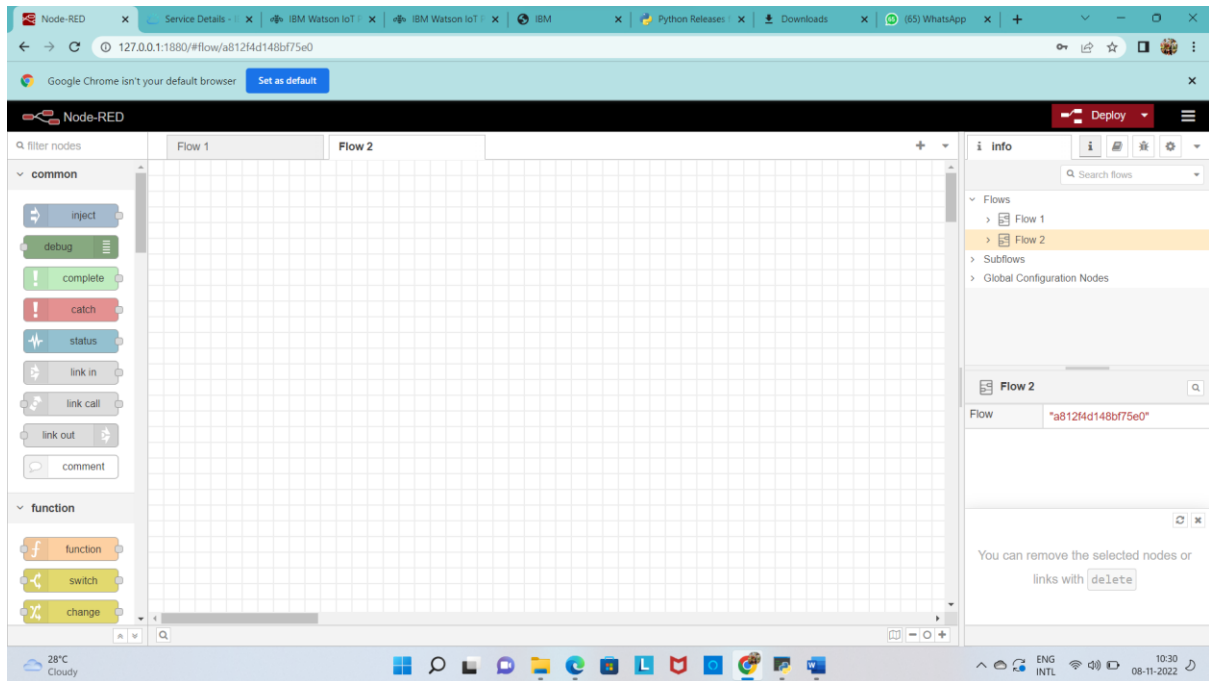 Node-RED
Service Details - I
IBM Watson IoT P
IBM Watson IoT P
IBM
Python Releases f
Downloads
(65) WhatsApp
127.0.0.1:1880/#flow/a812f4d148bf75e0
Google Chrome isn't your default browser
Set as default
Node-RED
Deploy
filter nodes
Flow 1
Flow 2
i info
i
common
Search flows
inject
debug
complete
catch
status
link in
link call
link out
comment
function
function
switch
change
Flows
Flow 1
Flow 2
Subflows
Global Configuration Nodes
Flow 2
Flow
"a812f4d148bf75e0"
You can remove the selected nodes or
links with delete
28°C
Cloudy
ENG
INTL
10:30
08-11-2022